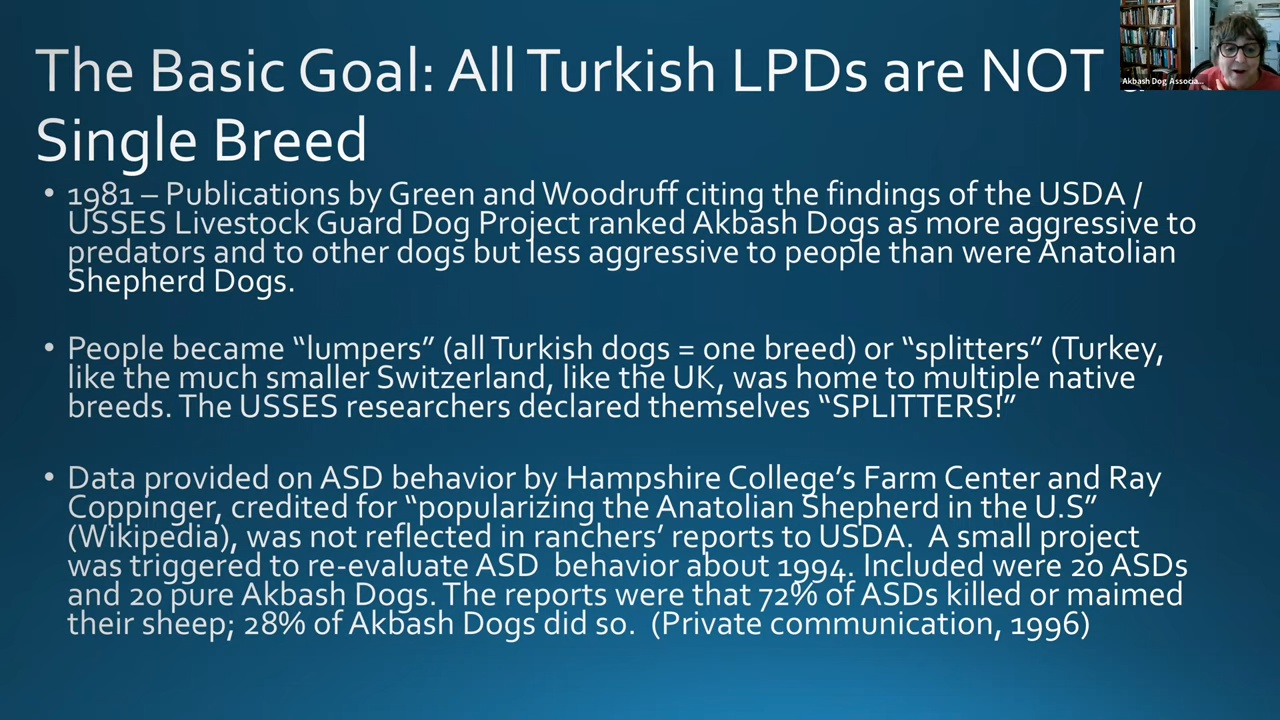 The Basic Goal: All Turkish LPDs are NOT
Single Breed
• 1981 – Publications by Green and Woodruff citing the findings of the USDA /
USSES Livestock Guard Dog Project ranked Akbash Dogs as more aggressive to
predators and to other dogs but less aggressive to people than were Anatolian
Shepherd Dogs.
• People became “lumpers” (all Turkish dogs = one breed) or “splitters” (Turkey,
like the much smaller Switzerland, like the UK, was home to multiple native
breeds. The USSES researchers declared themselves “SPLITTERS!”
• Data provided on ASD behavior by Hampshire College’s Farm Center and Ray
Coppinger, credited for “popularizing the Anatolian Shepherd in the U.S”
(Wikipedia), was not reflected in ranchers’ reports to USDA.  A small project
was triggered to re-evaluate ASD  behavior about 1994. Included were 20 ASDs
and 20 pure Akbash Dogs. The reports were that 72% of ASDs killed or maimed
their sheep; 28% of Akbash Dogs did so.  (Private communication, 1996)
Akbash Dog Associa...